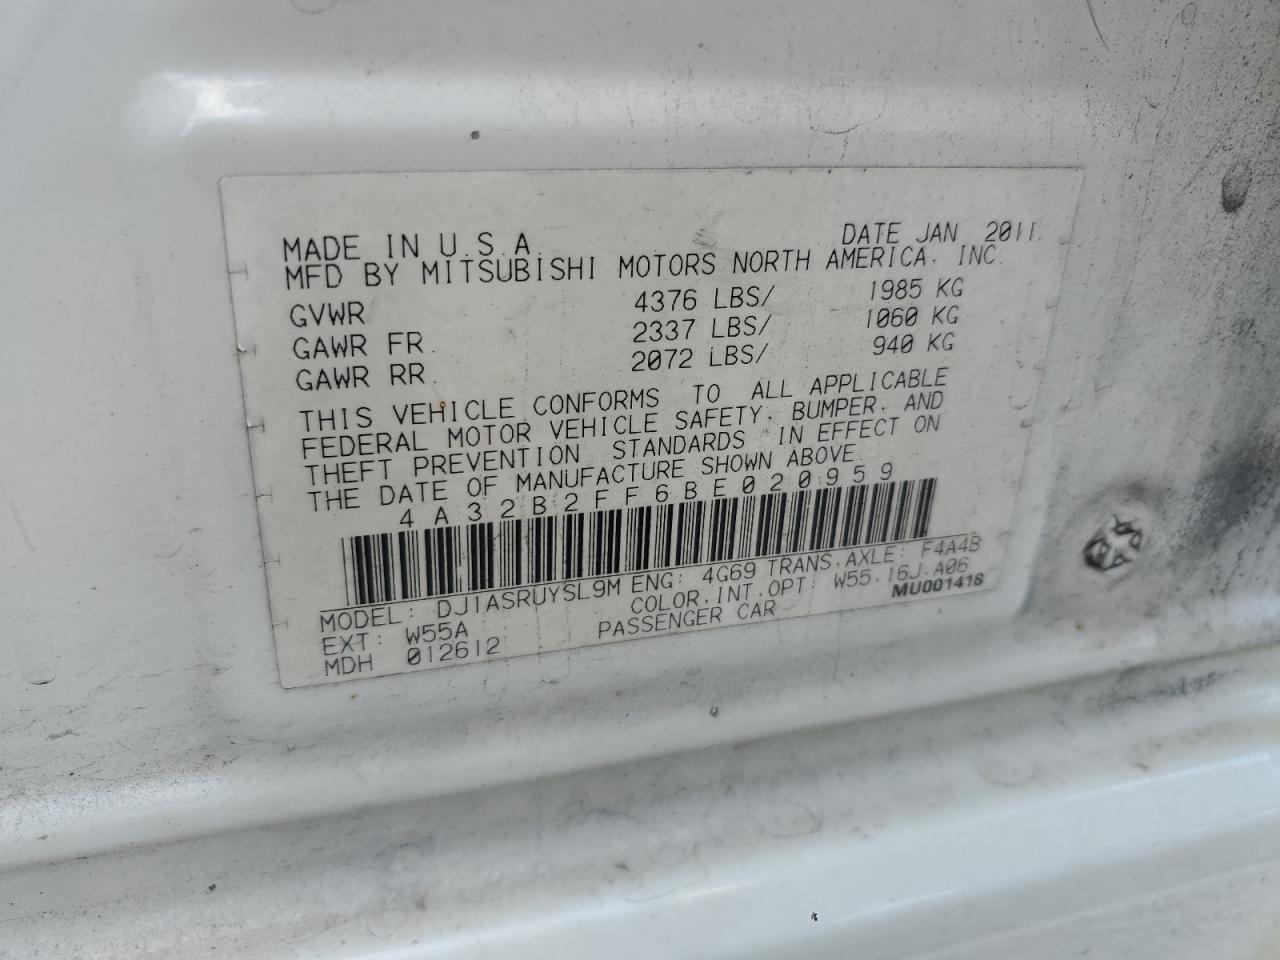 MADE IN U.S.A. DATE JAN 2011
MFD BY MITSUBISHI MOTORS NORTH AMERICA, INC.
GVWR 4376 LBS/ 1985 KG
GAWR FR. 2337 LBS/ 1060 KG
GAWR RR. 2072 LBS/ 940 KG
THIS VEHICLE CONFORMS TO ALL APPLICABLE
FEDERAL MOTOR VEHICLE SAFETY, BUMPER, AND
THEFT PREVENTION STANDARDS IN EFFECT ON
THE DATE OF MANUFACTURE SHOWN ABOVE.
4A32B2FF6BE020959
MODEL: DJ1ASRUYSL9M ENG: 4G69 TRANS.AXLE: F4A4B
EXT: W55A COLOR.INT.OPT: W55.16J.A06
MDH 012612 PASSENGER CAR MU001418